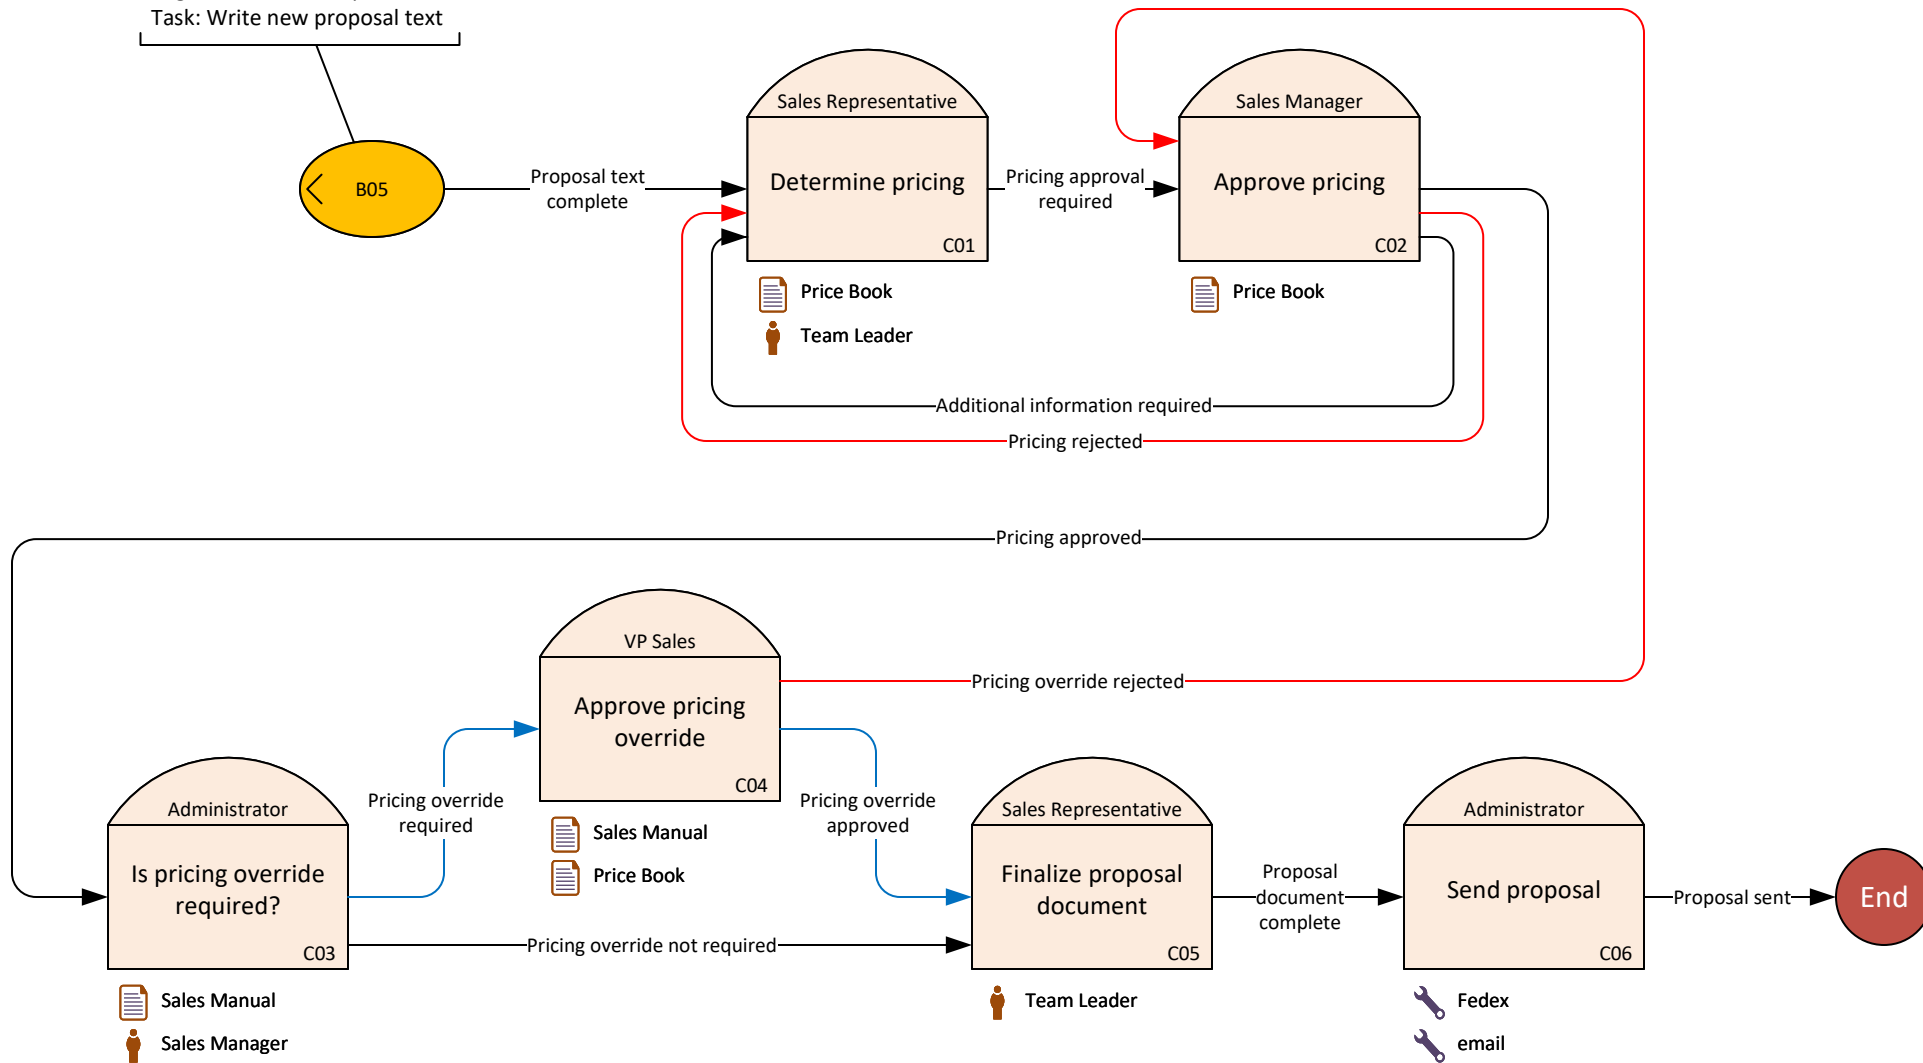 Task: Write new proposal text
B05
Proposal text
complete
Sales Representative
Determine pricing
C01
Price Book
Team Leader
Pricing approval
required
Sales Manager
Approve pricing
C02
Price Book
Additional information required
Pricing rejected
Pricing approved
VP Sales
Approve pricing
override
C04
Sales Manual
Price Book
Pricing override rejected
Administrator
Is pricing override
required?
C03
Sales Manual
Sales Manager
Pricing override
required
Pricing override
approved
Pricing override not required
Sales Representative
Finalize proposal
document
C05
Team Leader
Proposal
document
complete
Administrator
Send proposal
C06
Fedex
email
Proposal sent
End